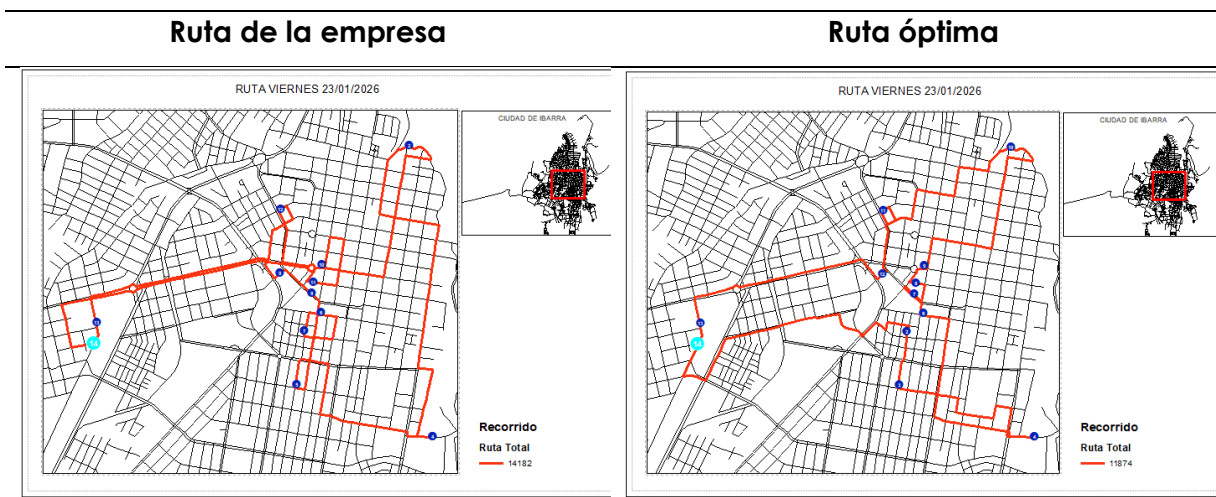 Ruta de la empresa
Ruta óptima
RUTA VIERNES 23/01/2026
CIUDAD DE IBARRA
Recorrido
Ruta Total
14182
RUTA VIERNES 23/01/2026
CIUDAD DE IBARRA
Recorrido
Ruta Total
11874